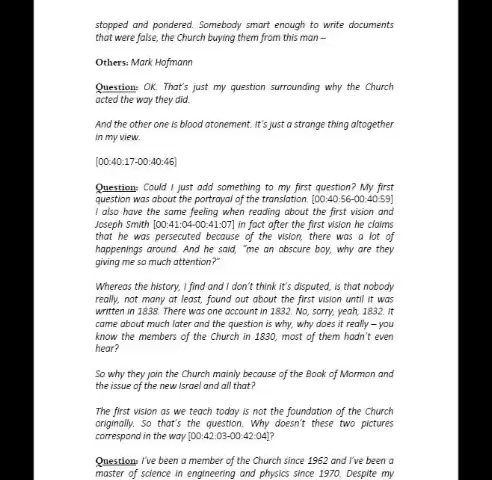 stopped and pondered. Somebody smart enough to write documents
that were false, the Church buying them from this man –
Others: Mark Hofmann
Question: OK. That's just my question surrounding why the Church
acted the way they did.
And the other one is blood atonement. It's just a strange thing altogether
in my view.
[00:40:17-00:40:46]
Question: Could I just add something to my first question? My first
question was about the portrayal of the translation. [00:40:56-00:40:59]
I also have the same feeling when reading about the first vision and
Joseph Smith [00:41:04-00:41:07] in fact after the first vision he claims
that he was persecuted because of the vision, there was a lot of
happenings around. And he said, "me an obscure boy, why are they
giving me so much attention?"
Whereas the history, I find and I don't think it's disputed, is that nobody
really, not many at least, found out about the first vision until it was
written in 1838. There was one account in 1832. No, sorry, yeah, 1832. It
came about much later and the question is why, why does it really – you
know the members of the Church in 1830, most of them hadn't even
hear?
So why they join the Church mainly because of the Book of Mormon and
the issue of the new Israel and all that?
The first vision as we teach today is not the foundation of the Church
originally. So that's the question. Why doesn't these two pictures
correspond in the way [00:42:03-00:42:04]?
Question: I've been a member of the Church since 1962 and I've been a
master of science in engineering and physics since 1970. Despite my